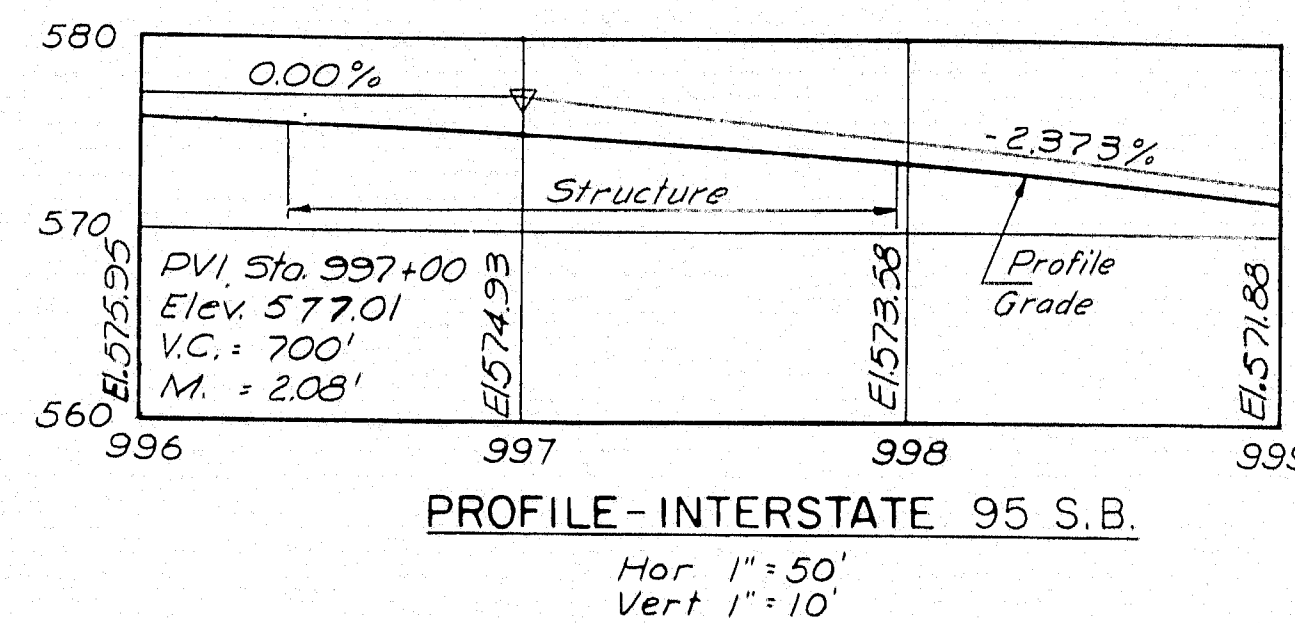 580
0.00%
-2.373%
Structure
570
El.575.95
PVI, Sta. 997+00
Elev. 577.01
V.C. = 700'
M. = 2.08'
El.574.93
El.573.58
Profile
Grade
El.571.88
560
996
997
998
999
PROFILE-INTERSTATE 95 S.B.
Hor 1"=50'
Vert 1"=10'